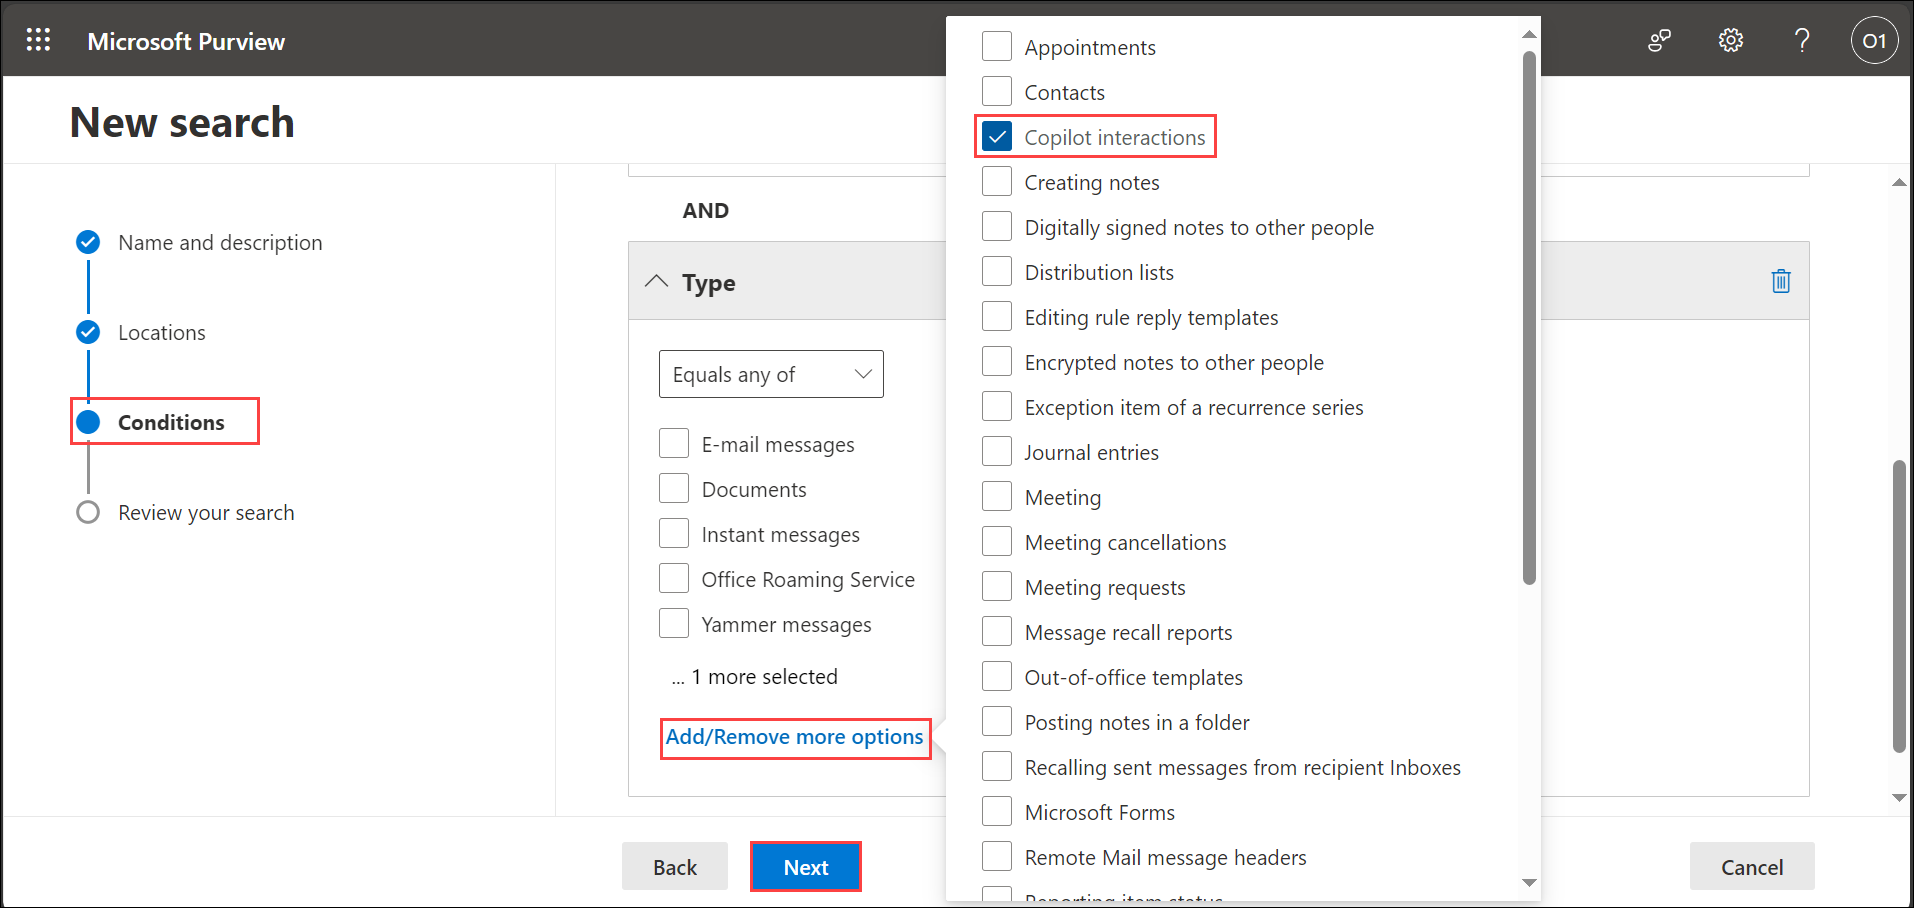 Microsoft Purview
O1
New search
Name and description
Locations
Conditions
Review your search
AND
Type
Equals any of
E-mail messages
Documents
Instant messages
Office Roaming Service
Yammer messages
... 1 more selected
Add/Remove more options
Appointments
Contacts
Copilot interactions
Creating notes
Digitally signed notes to other people
Distribution lists
Editing rule reply templates
Encrypted notes to other people
Exception item of a recurrence series
Journal entries
Meeting
Meeting cancellations
Meeting requests
Message recall reports
Out-of-office templates
Posting notes in a folder
Recalling sent messages from recipient Inboxes
Microsoft Forms
Remote Mail message headers
Reporting item status
Back
Next
Cancel